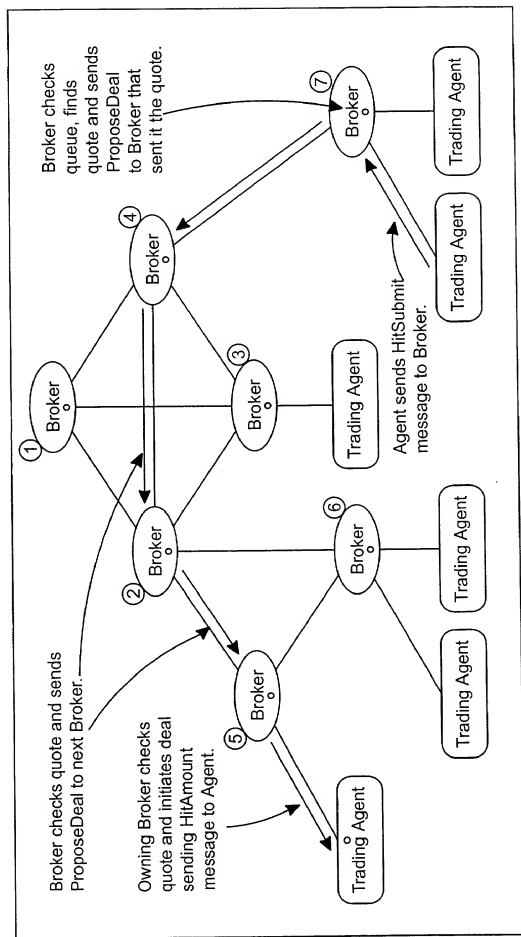 Broker checks quote and sends
ProposeDeal to next Broker.
Owning Broker checks
quote and initiates deal
sending HitAmount
message to Agent.
Broker checks
queue, finds
quote and sends
ProposeDeal
to Broker that
sent it the quote.
1
Broker
2
Broker
4
Broker
3
Broker
5
Broker
6
Broker
7
Broker
Agent sends HitSubmit
message to Broker.
Trading Agent
Trading Agent
Trading Agent
Trading Agent
Trading Agent
Trading Agent